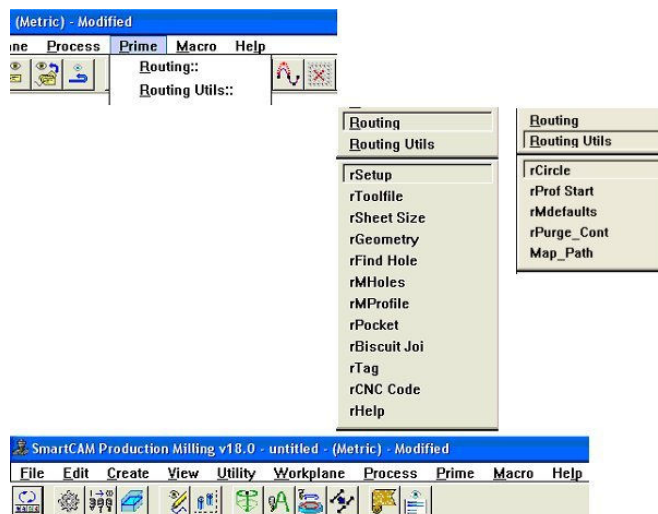 (Metric) - Modified
ne Process Prime Macro Help
Routing::
Routing Utils::
Routing
Routing Utils
rSetup
rToolfile
rSheet Size
rGeometry
rFind Hole
rMHoles
rMProfile
rPocket
rBiscuit Joi
rTag
rCNC Code
rHelp
Routing
Routing Utils
rCircle
rProf Start
rMdefaults
rPurge_Cont
Map_Path
SmartCAM Production Milling v18.0 - untitled - (Metric) - Modified
File Edit Create View Utility Workplane Process Prime Macro Help